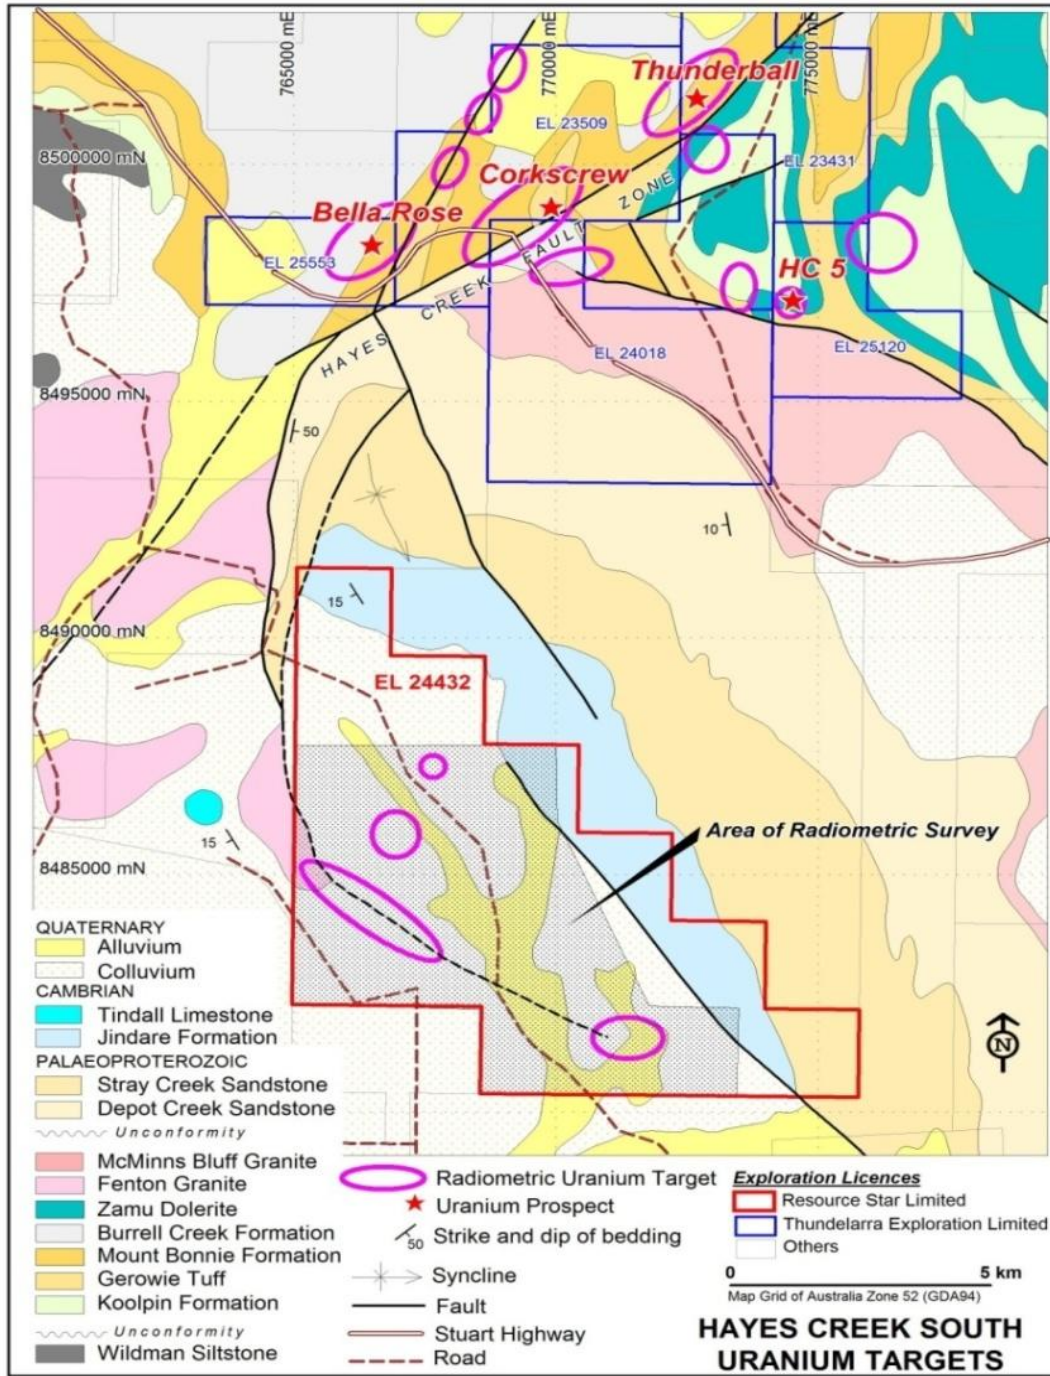 765000 mE
770000 mE
775000 mE
Thunderball
EL 23509
8500000 mN
EL 23431
Corkscrew
ZONE
Bella Rose
FAULT
EL 25553
HC 5
CREEK
HAYES
EL 24018
EL 25120
8495000 mN
50
10
15
8490000 mN
EL 24432
Area of Radiometric Survey
15
8485000 mN
QUATERNARY
Alluvium
Colluvium
CAMBRIAN
Tindall Limestone
Jindare Formation
PALAEOPROTEROZOIC
Stray Creek Sandstone
Depot Creek Sandstone
Unconformity
McMinns Bluff Granite
Fenton Granite
Zamu Dolerite
Burrell Creek Formation
Mount Bonnie Formation
Gerowie Tuff
Koolpin Formation
Unconformity
Wildman Siltstone
Radiometric Uranium Target
Uranium Prospect
50 Strike and dip of bedding
Syncline
Fault
Stuart Highway
Road
Exploration Licences
Resource Star Limited
Thundelarra Exploration Limited
Others
0 5 km
Map Grid of Australia Zone 52 (GDA94)
N
HAYES CREEK SOUTH
URANIUM TARGETS